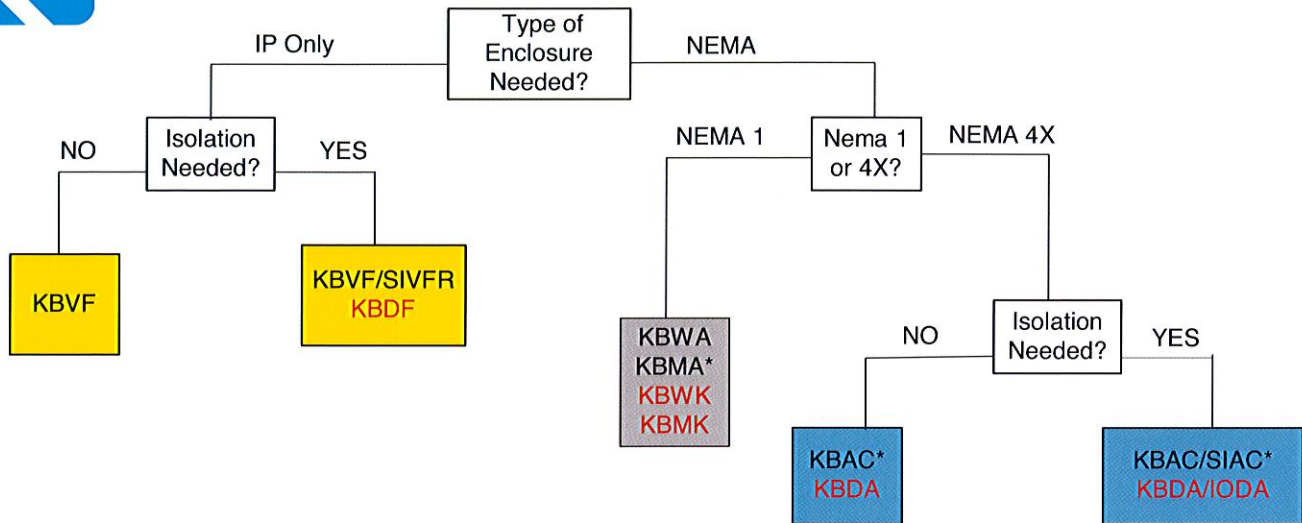 Type of
Enclosure
Needed?
IP Only
NEMA
Isolation
Needed?
NO
YES
NEMA 1
Nema 1
or 4X?
NEMA 4X
KBVF
KBVF/SIVFR
KBDF
KBWA
KBMA*
KBWK
KBMK
Isolation
Needed?
NO
YES
KBAC*
KBDA
KBAC/SIAC*
KBDA/IODA